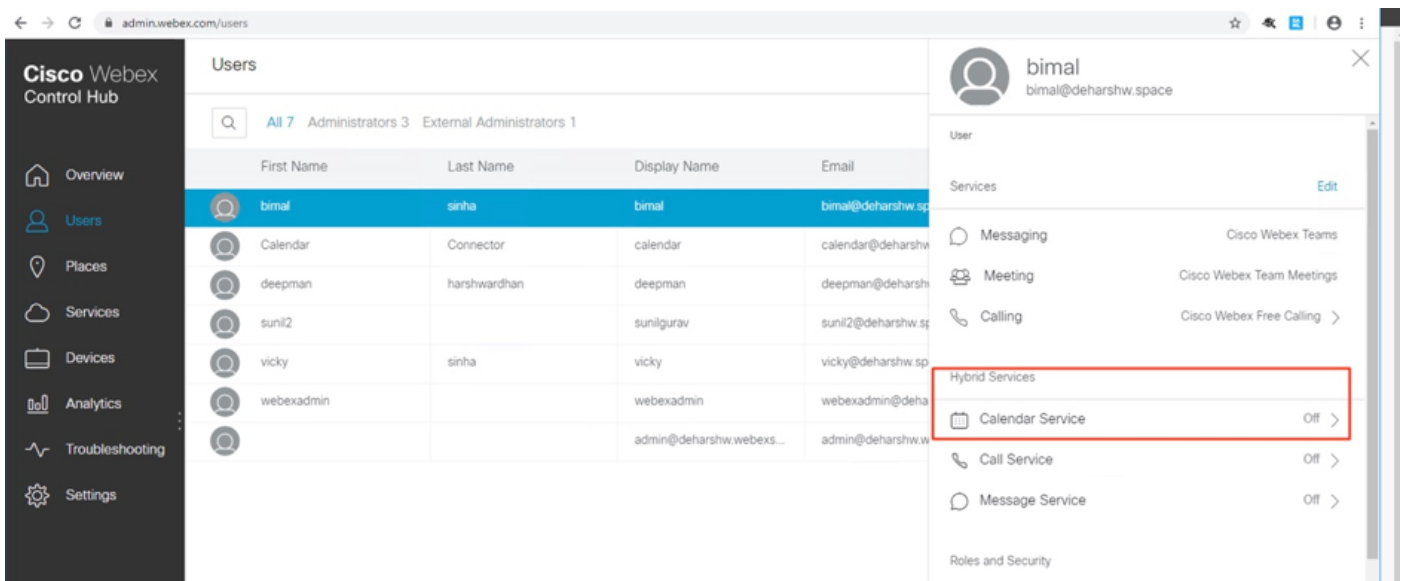 admin.webex.com/users
Cisco Webex
Control Hub
Overview
Users
Places
Services
Devices
Analytics
Troubleshooting
Settings
Users
All 7 Administrators 3 External Administrators 1
First Name Last Name Display Name Email
bimal sinha bimal bimal@deharshw.sp
Calendar Connector calendar calendar@deharshw
deepman harshwardhan deepman deepman@deharsh
sunil2 sunilgurav sunil2@deharshw.sp
vicky sinha vicky vicky@deharshw.sp
webexadmin webexadmin webexadmin@deha
admin@deharshw.webexs... admin@deharshw.w
bimal
bimal@deharshw.space
User
Services Edit
Messaging Cisco Webex Teams
Meeting Cisco Webex Team Meetings
Calling Cisco Webex Free Calling
Hybrid Services
Calendar Service Off
Call Service Off
Message Service Off
Roles and Security